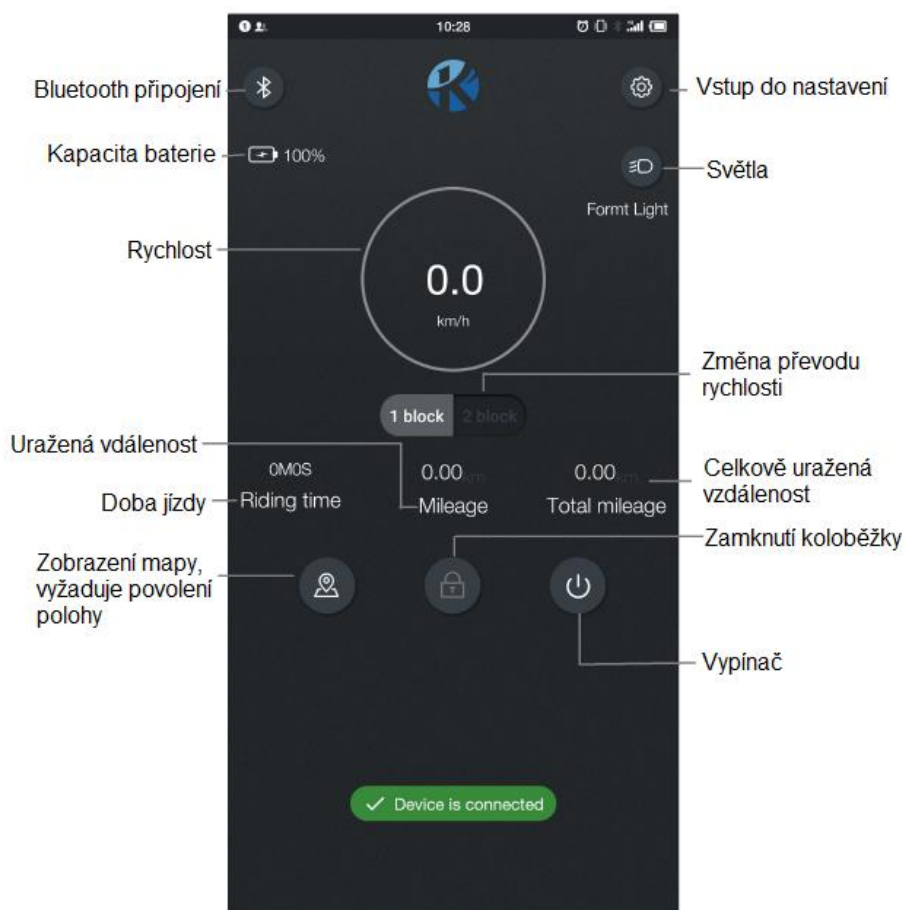 10:28
Bluetooth připojení
Vstup do nastavení
Kapacita baterie
100%
Světla
Formt Light
Rychlost
0.0
km/h
Změna převodu
rychlosti
1 block
2 block
Uražená vdálenost
0M0S
0.00 km
0.00 km
Celkově uražená
vzdálenost
Doba jízdy
Riding time
Mileage
Total mileage
Zamknutí koloběžky
Zobrazení mapy,
vyžaduje povolení
polohy
Vypínač
Device is connected